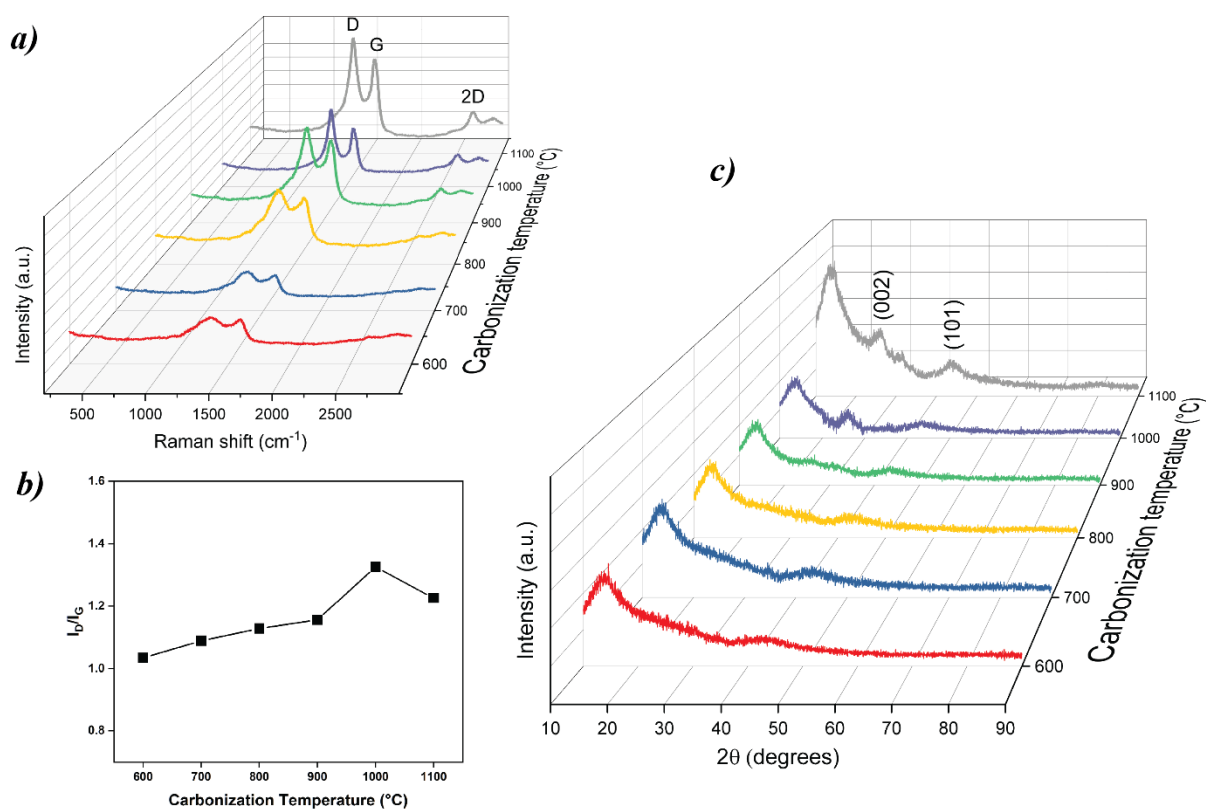 a)
D
G
2D
Intensity (a.u.)
500 1000 1500 2000 2500
Raman shift (cm⁻¹)
600
700
800
900
1000
1100
Carbonization temperature (°C)
b)
I_D/I_G
1.6
1.4
1.2
1.0
0.8
600 700 800 900 1000 1100
Carbonization Temperature (°C)
c)
(002)
(101)
Intensity (a.u.)
10 20 30 40 50 60 70 80 90
2θ (degrees)
600
700
800
900
1000
1100
Carbonization temperature (°C)